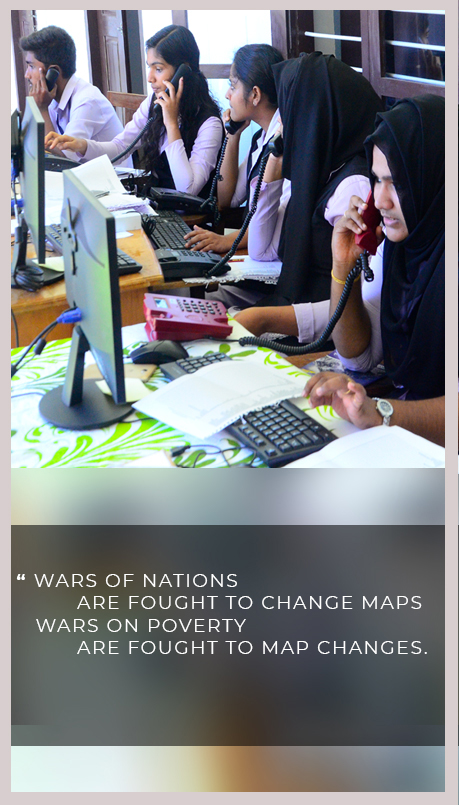 “ WARS OF NATIONS
ARE FOUGHT TO CHANGE MAPS
WARS ON POVERTY
ARE FOUGHT TO MAP CHANGES.